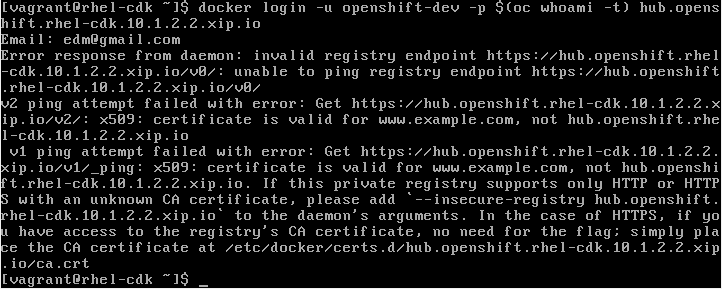 [vagrant@rhel-cdk ~]$ docker login -u openshift-dev -p $(oc whoami -t) hub.opens
hift.rhel-cdk.10.1.2.2.xip.io
Email: edm@gmail.com
Error response from daemon: invalid registry endpoint https://hub.openshift.rhel
-cdk.10.1.2.2.xip.io/v0/: unable to ping registry endpoint https://hub.openshift
.rhel-cdk.10.1.2.2.xip.io/v0/
v2 ping attempt failed with error: Get https://hub.openshift.rhel-cdk.10.1.2.2.x
ip.io/v2/: x509: certificate is valid for www.example.com, not hub.openshift.rhe
l-cdk.10.1.2.2.xip.io
 v1 ping attempt failed with error: Get https://hub.openshift.rhel-cdk.10.1.2.2.
xip.io/v1/_ping: x509: certificate is valid for www.example.com, not hub.openshi
ft.rhel-cdk.10.1.2.2.xip.io. If this private registry supports only HTTP or HTTP
S with an unknown CA certificate, please add `--insecure-registry hub.openshift.
rhel-cdk.10.1.2.2.xip.io` to the daemon's arguments. In the case of HTTPS, if yo
u have access to the registry's CA certificate, no need for the flag; simply pla
ce the CA certificate at /etc/docker/certs.d/hub.openshift.rhel-cdk.10.1.2.2.xip
.io/ca.crt
[vagrant@rhel-cdk ~]$ _